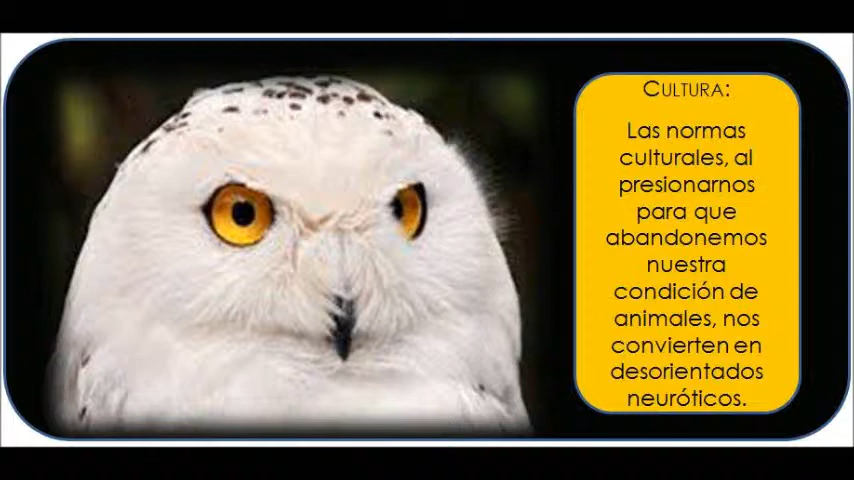 CULTURA:
Las normas
culturales, al
presionarnos
para que
abandonemos
nuestra
condición de
animales, nos
convierten en
desorientados
neuróticos.